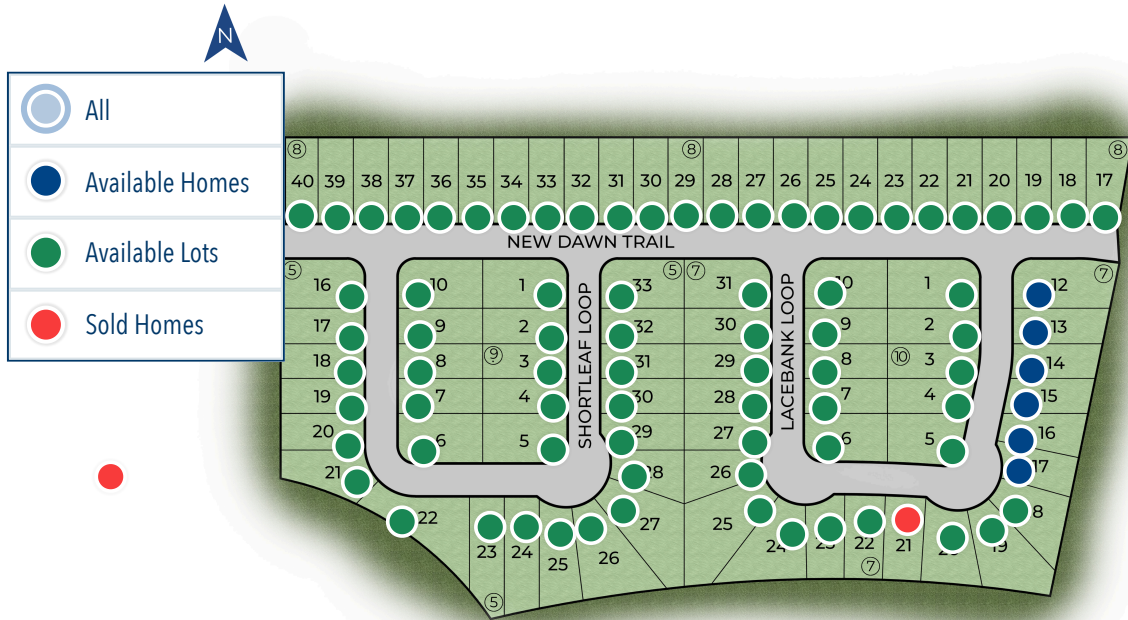 N
All
Available Homes
Available Lots
Sold Homes
8 8 8
40 39 38 37 36 35 34 33 32 31 30 29 28 27 26 25 24 23 22 21 20 19 18 17
NEW DAWN TRAIL
5 5 7 7
16 10 1 33 31 10 1 12
17 9 2 32 30 9 2 13
18 8 9 3 31 29 8 10 3 14
19 7 4 30 28 7 4 15
20 6 5 29 27 6 5 16
SHORTLEAF LOOP
LACEBANK LOOP
21 28 26 17
22 27 25
23 24 25 26 24 22 21 19
7
5